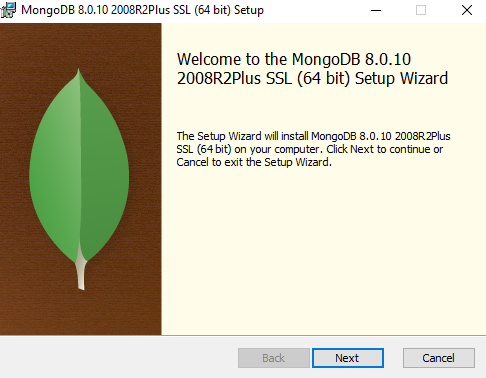 MongoDB 8.0.10 2008R2Plus SSL (64 bit) Setup
Welcome to the MongoDB 8.0.10
2008R2Plus SSL (64 bit) Setup Wizard
The Setup Wizard will install MongoDB 8.0.10 2008R2Plus
SSL (64 bit) on your computer. Click Next to continue or
Cancel to exit the Setup Wizard.
Back
Next
Cancel